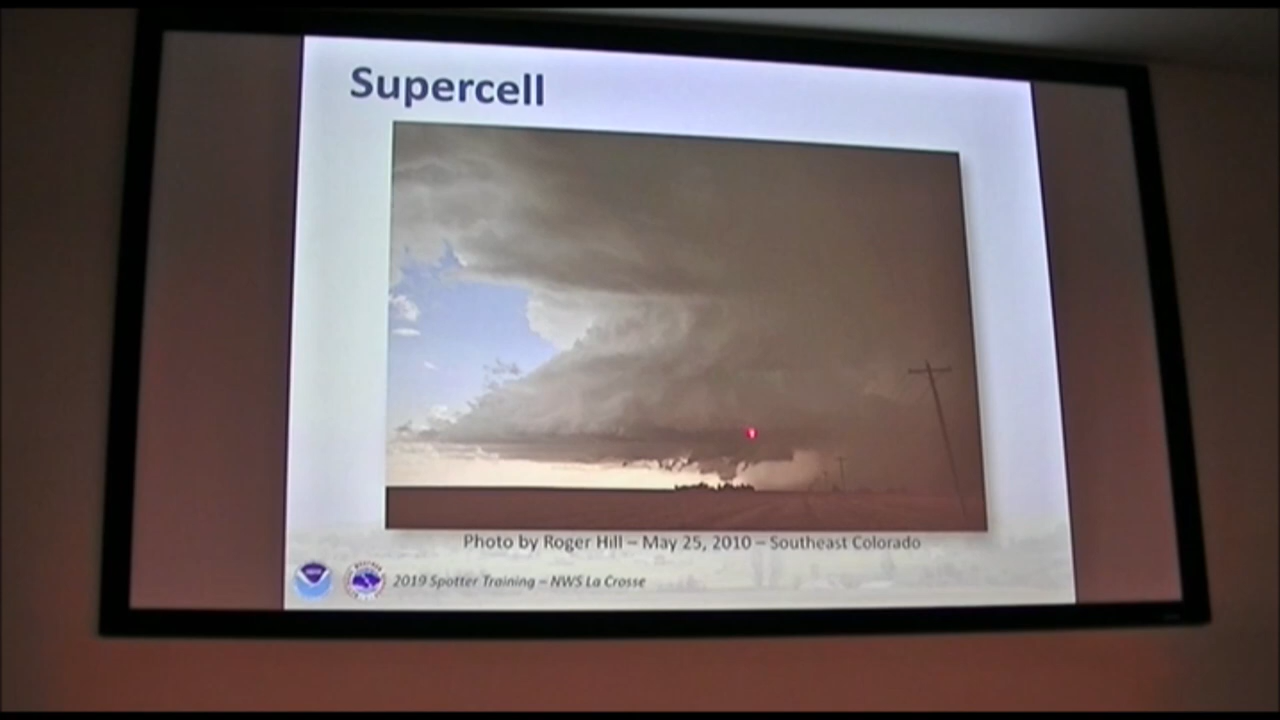 Supercell
Photo by Roger Hill – May 25, 2010 – Southeast Colorado
2019 Spotter Training – NWS La Crosse